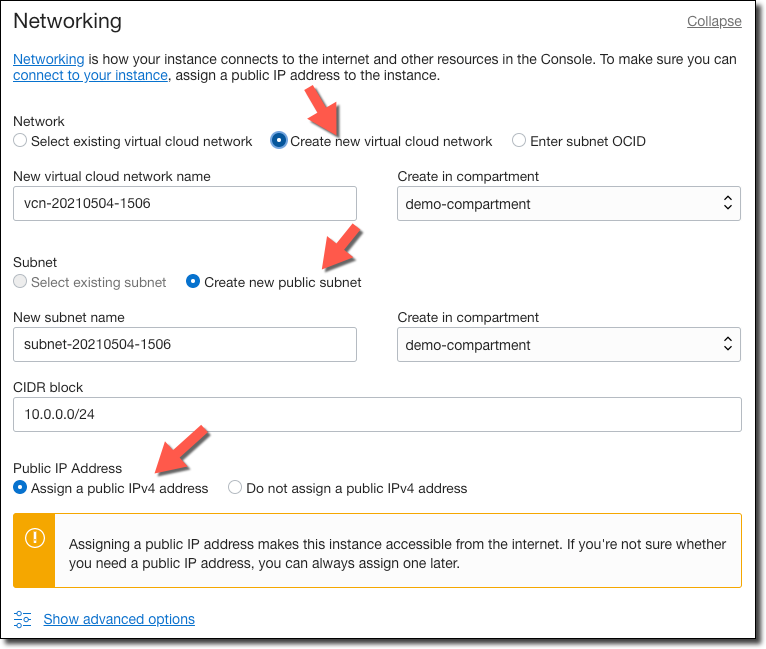 Networking
Collapse
Networking is how your instance connects to the internet and other resources in the Console. To make sure you can
connect to your instance, assign a public IP address to the instance.
Network
Select existing virtual cloud network
Create new virtual cloud network
Enter subnet OCID
New virtual cloud network name
Create in compartment
vcn-20210504-1506
demo-compartment
Subnet
Select existing subnet
Create new public subnet
New subnet name
Create in compartment
subnet-20210504-1506
demo-compartment
CIDR block
10.0.0.0/24
Public IP Address
Assign a public IPv4 address
Do not assign a public IPv4 address
Assigning a public IP address makes this instance accessible from the internet. If you're not sure whether
you need a public IP address, you can always assign one later.
Show advanced options